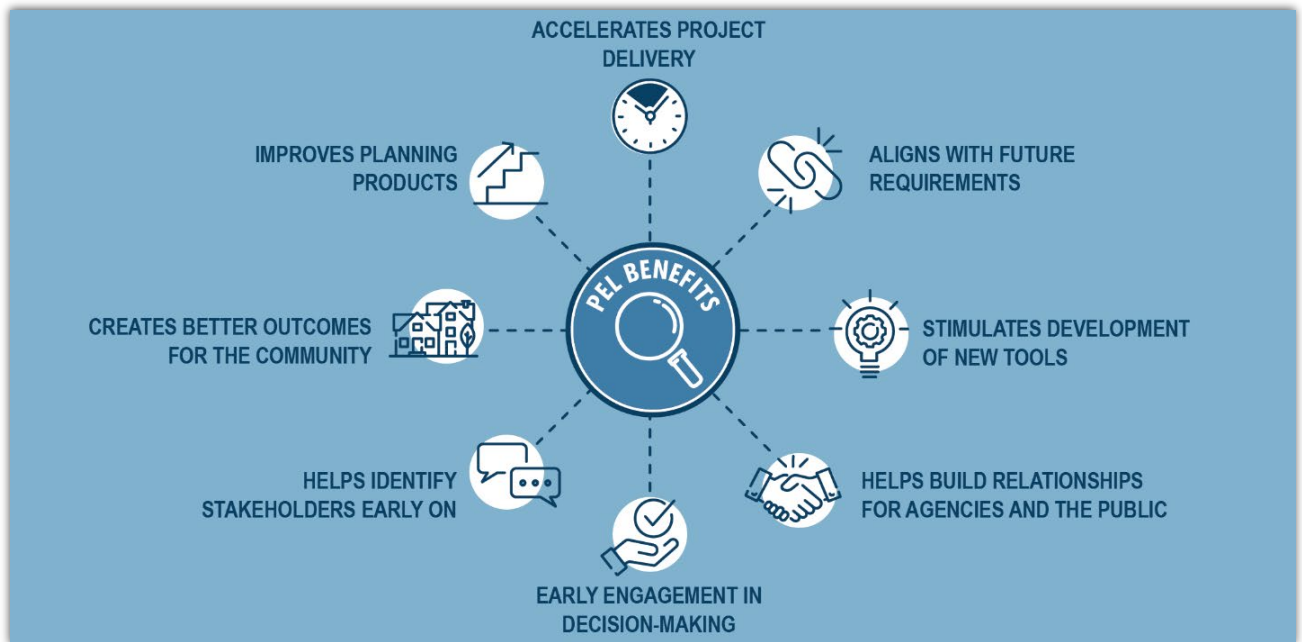 ACCELERATES PROJECT
DELIVERY
IMPROVES PLANNING
PRODUCTS
ALIGNS WITH FUTURE
REQUIREMENTS
PEL BENEFITS
CREATES BETTER OUTCOMES
FOR THE COMMUNITY
STIMULATES DEVELOPMENT
OF NEW TOOLS
HELPS IDENTIFY
STAKEHOLDERS EARLY ON
HELPS BUILD RELATIONSHIPS
FOR AGENCIES AND THE PUBLIC
EARLY ENGAGEMENT IN
DECISION-MAKING